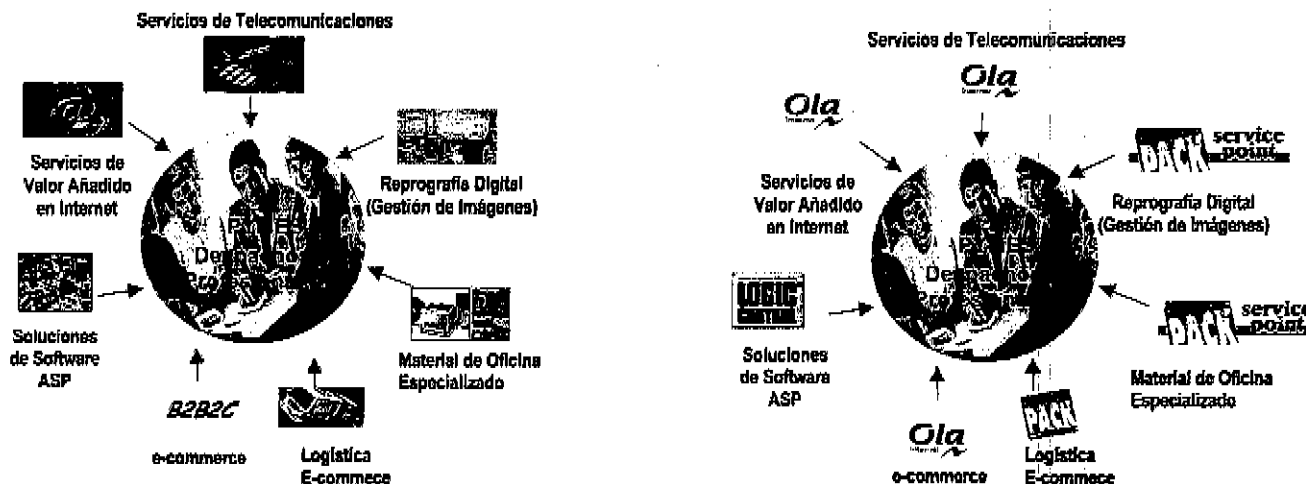 Servicios de Telecomunicaciones
Servicios de
Valor Añadido
en Internet
Reprografía Digital
(Gestión de Imágenes)
Soluciones
de Software
ASP
Material de Oficina
Especializado
B2B2C
e-commerce
Logística
E-commece
Servicios de Telecomunicaciones
Ola
Ola
PACK service
point
Servicios de
Valor Añadido
en Internet
Reprografía Digital
(Gestión de Imágenes)
LOGIC
CONTROL
PACK service
point
Soluciones
de Software
ASP
Material de Oficina
Especializado
Ola
PACK
e-commerce
Logística
E-commece